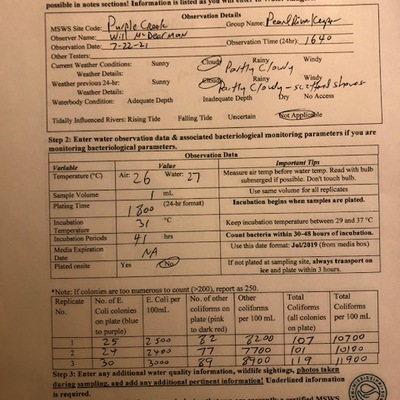 possible in notes sections! Information is listed as you will enter
Observation Details
MSWS Site Code: Purple Creek Group Name: Pearl Riverkeeper
Observer Name: Will McDearman
Observation Date: 7-22-21 Observation Time (24hr): 1640
Other Testers:
Current Weather Conditions: Sunny Cloudy Rainy Windy
Weather Details: Partly Cloudy
Weather previous 24-hr: Sunny Cloudy Rainy Windy
Weather Details: Partly Cloudy - scattered showers
Waterbody Condition: Adequate Depth Inadequate Depth Dry No Access
Tidally Influenced Rivers: Rising Tide Falling Tide Uncertain Not Applicable
Step 2: Enter water observation data & associated bacteriological monitoring parameters if you are
monitoring bacteriological parameters.
Observation Data
Variable Value Important Tips
Temperature (°C) Air: 26 Water: 27 Measure air temp before water temp. Read with bulb submerged if possible. Don't touch bulb.
Sample Volume 1 mL Use same volume for all replicates
Plating Time 1800 (24-hr format) Incubation begins when samples are plated.
Incubation Temperature 31 °C Keep incubation temperature between 29 and 37 °C
Incubation Periods 41 hrs Count bacteria within 30-48 hours of incubation.
Media Expiration Date NA Use this date format: Jul/2019 (from media box)
Plated onsite Yes No If not plated at sampling site, always transport on ice and plate within 3 hours.
*Note: If colonies are too numerous to count (>200), report as 250.
Replicate No. No. of E. Coli colonies on plate (blue to purple) E. Coli per 100mL No. of other coliforms on plate (pink to dark red) Other coliforms per 100 mL Total Coliforms (all colonies on plate) Total Coliforms per 100 mL
1 25 2500 82 8200 107 10700
2 24 2400 77 7700 101 10100
3 30 3000 89 8900 119 11900
Step 3: Enter any additional water quality information, wildlife sightings, photos taken
during sampling, and add any additional pertinent information! Underlined information
is required.
currently a certified MSWS